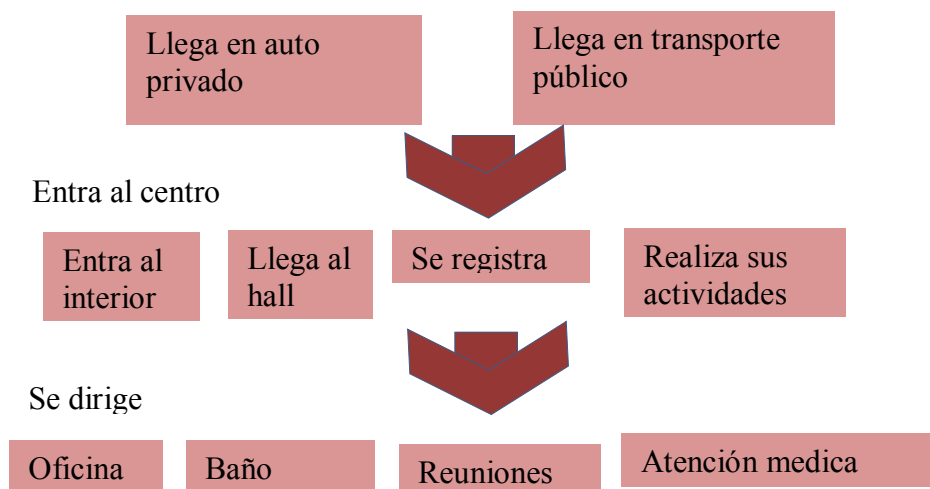 Llega en auto
privado
Llega en transporte
público
Entra al centro
Entra al
interior
Llega al
hall
Se registra
Realiza sus
actividades
Se dirige
Oficina
Baño
Reuniones
Atención medica